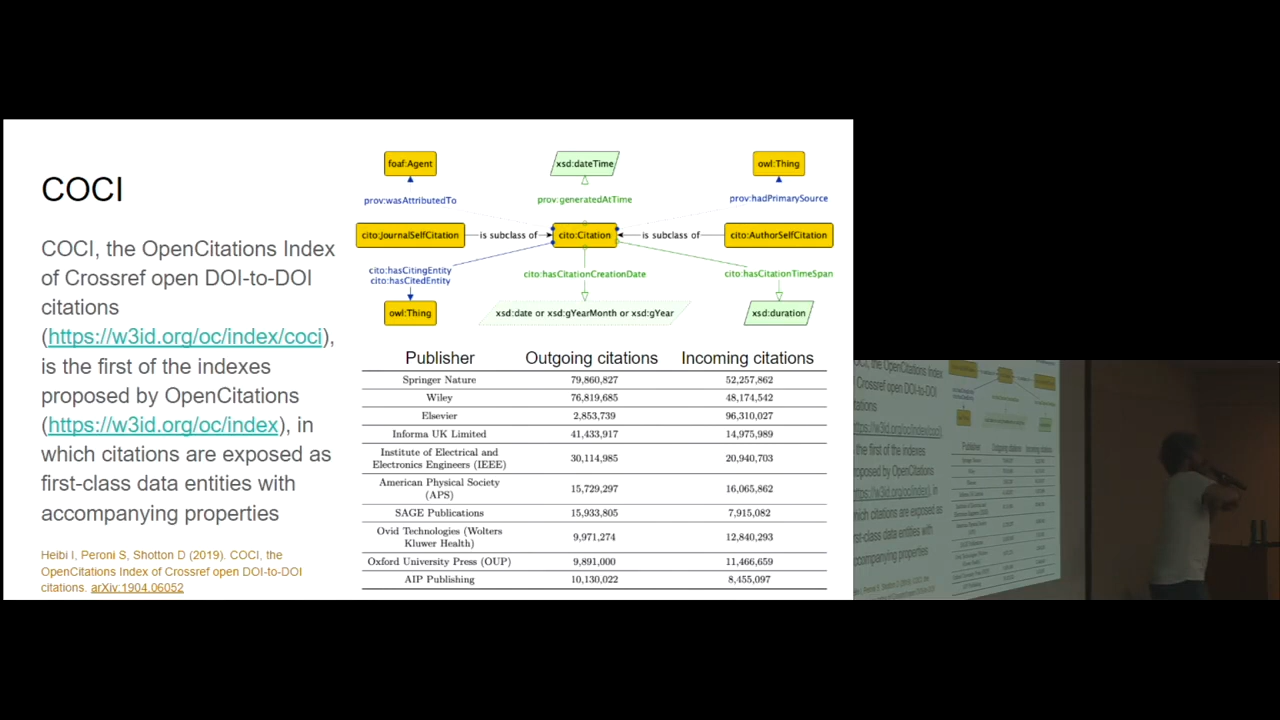 COCI
COCI, the OpenCitations Index
of Crossref open DOI-to-DOI
citations
(https://w3id.org/oc/index/coci),
is the first of the indexes
proposed by OpenCitations
(https://w3id.org/oc/index), in
which citations are exposed as
first-class data entities with
accompanying properties
Heibi I, Peroni S, Shotton D (2019). COCI, the
OpenCitations Index of Crossref open DOI-to-DOI
citations. arXiv:1904.06052
foaf:Agent
xsd:dateTime
owl:Thing
prov:wasAttributedTo
prov:generatedAtTime
prov:hadPrimarySource
cito:JournalSelfCitation
is subclass of
cito:Citation
is subclass of
cito:AuthorSelfCitation
cito:hasCitingEntity
cito:hasCitedEntity
cito:hasCitationCreationDate
cito:hasCitationTimeSpan
owl:Thing
xsd:date or xsd:gYearMonth or xsd:gYear
xsd:duration
Publisher Outgoing citations Incoming citations
Springer Nature 79,860,827 52,257,862
Wiley 76,819,685 48,174,542
Elsevier 2,853,739 96,310,027
Informa UK Limited 41,433,917 14,975,989
Institute of Electrical and
Electronics Engineers (IEEE) 30,114,985 20,940,703
American Physical Society
(APS) 15,729,297 16,065,862
SAGE Publications 15,933,805 7,915,082
Ovid Technologies (Wolters
Kluwer Health) 9,971,274 12,840,293
Oxford University Press (OUP) 9,891,000 11,466,659
AIP Publishing 10,130,022 8,455,097